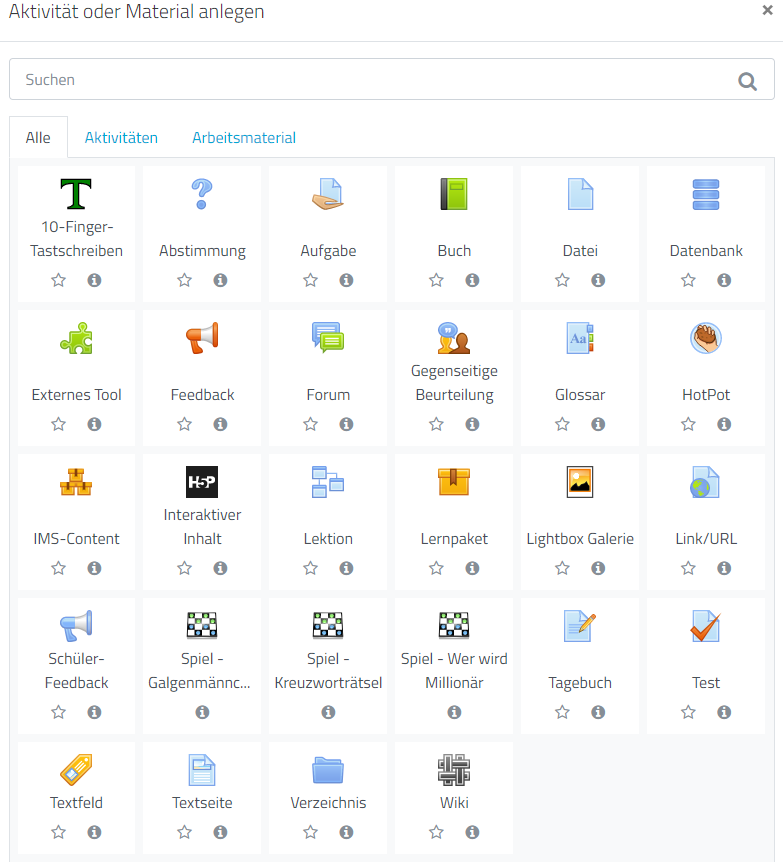 Aktivität oder Material anlegen
Suchen
Alle
Aktivitäten
Arbeitsmaterial
10-Finger-
Tastschreiben
Abstimmung
Aufgabe
Buch
Datei
Datenbank
Externes Tool
Feedback
Forum
Gegenseitige
Beurteilung
Aa
Glossar
HotPot
IMS-Content
H5P
Interaktiver
Inhalt
Lektion
Lernpaket
Lightbox Galerie
Link/URL
Schüler-
Feedback
Spiel -
Galgenmännc...
Spiel -
Kreuzworträtsel
Spiel - Wer wird
Millionär
Tagebuch
Test
Textfeld
Textseite
Verzeichnis
Wiki